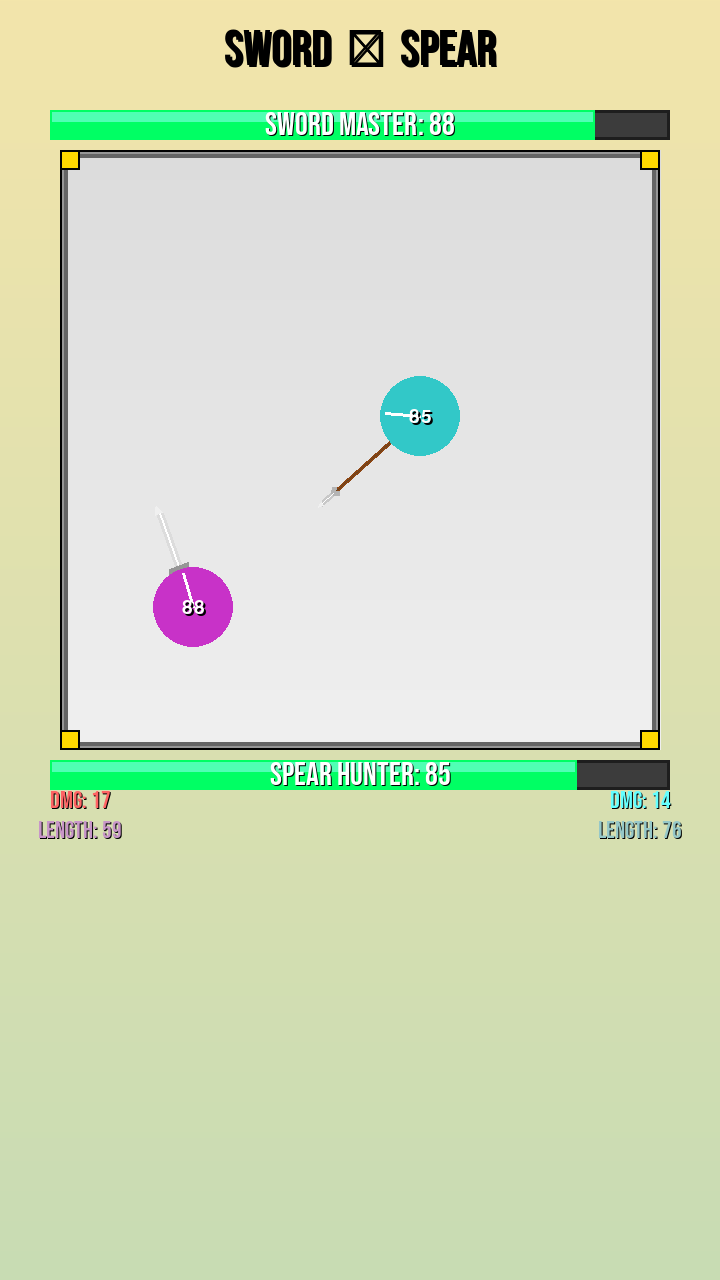 SWORD SPEAR
SWORD MASTER: 88
85
88
SPEAR HUNTER: 85
DMG: 17
DMG: 14
LENGTH: 59
LENGTH: 76